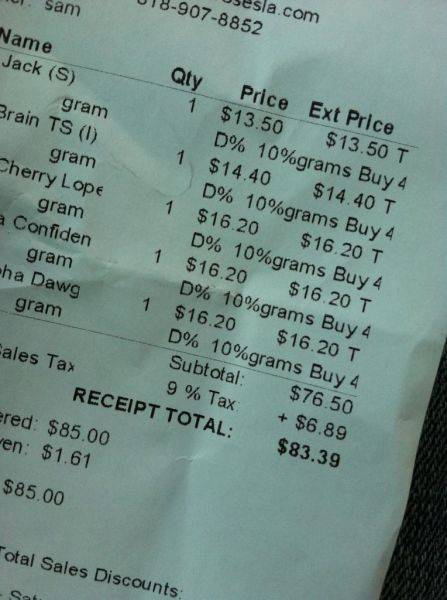 sam
818-907-8852
Name Qty Price Ext Price
Jack (S) 1 $13.50 $13.50 T
gram D% 10%grams Buy 4
Brain TS (I) 1 $14.40 $14.40 T
gram D% 10%grams Buy 4
Cherry Lope 1 $16.20 $16.20 T
gram D% 10%grams Buy 4
a Confiden 1 $16.20 $16.20 T
gram D% 10%grams Buy 4
ha Dawg 1 $16.20 $16.20 T
gram D% 10%grams Buy 4
Subtotal: $76.50
ales Tax 9 % Tax: + $6.89
RECEIPT TOTAL: $83.39
ered: $85.00
ven: $1.61
$85.00
Total Sales Discounts: